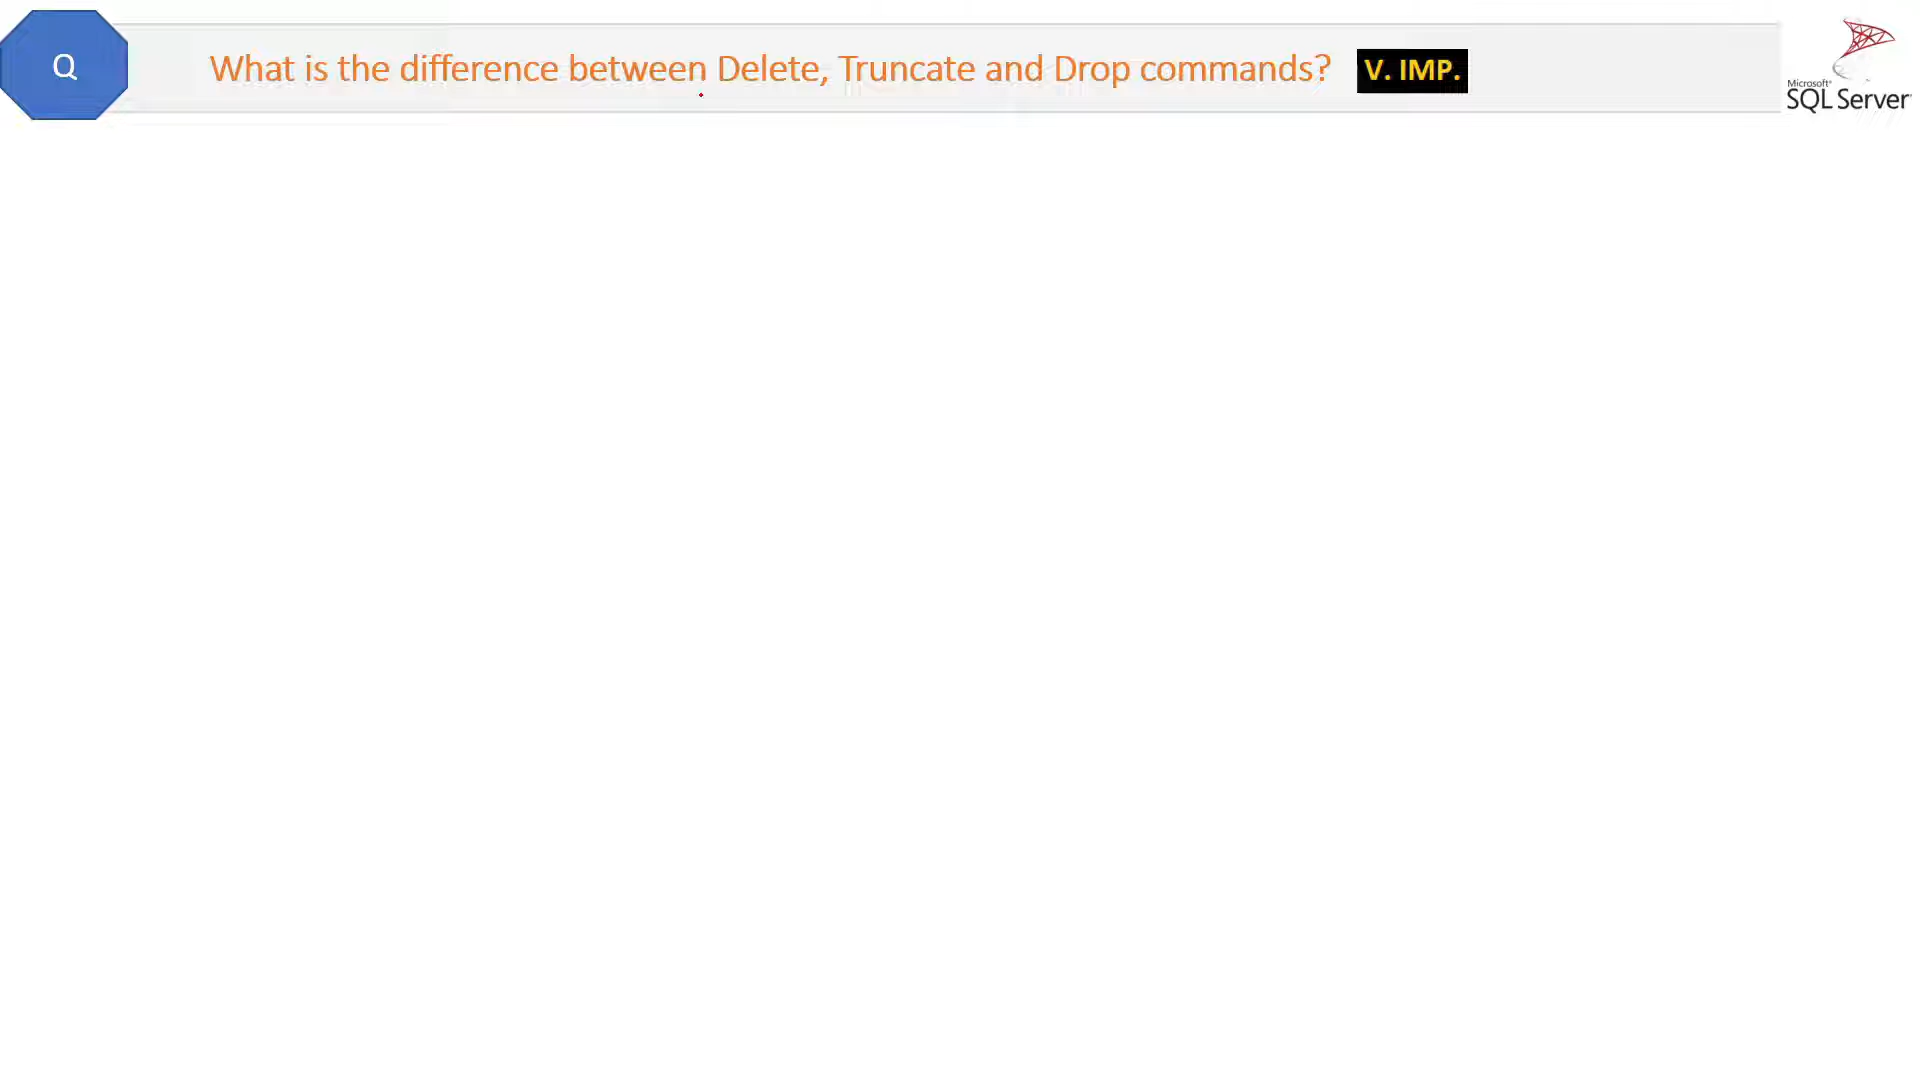 Q
What is the difference between Delete, Truncate and Drop commands? V. IMP.
Microsoft®
SQL Server